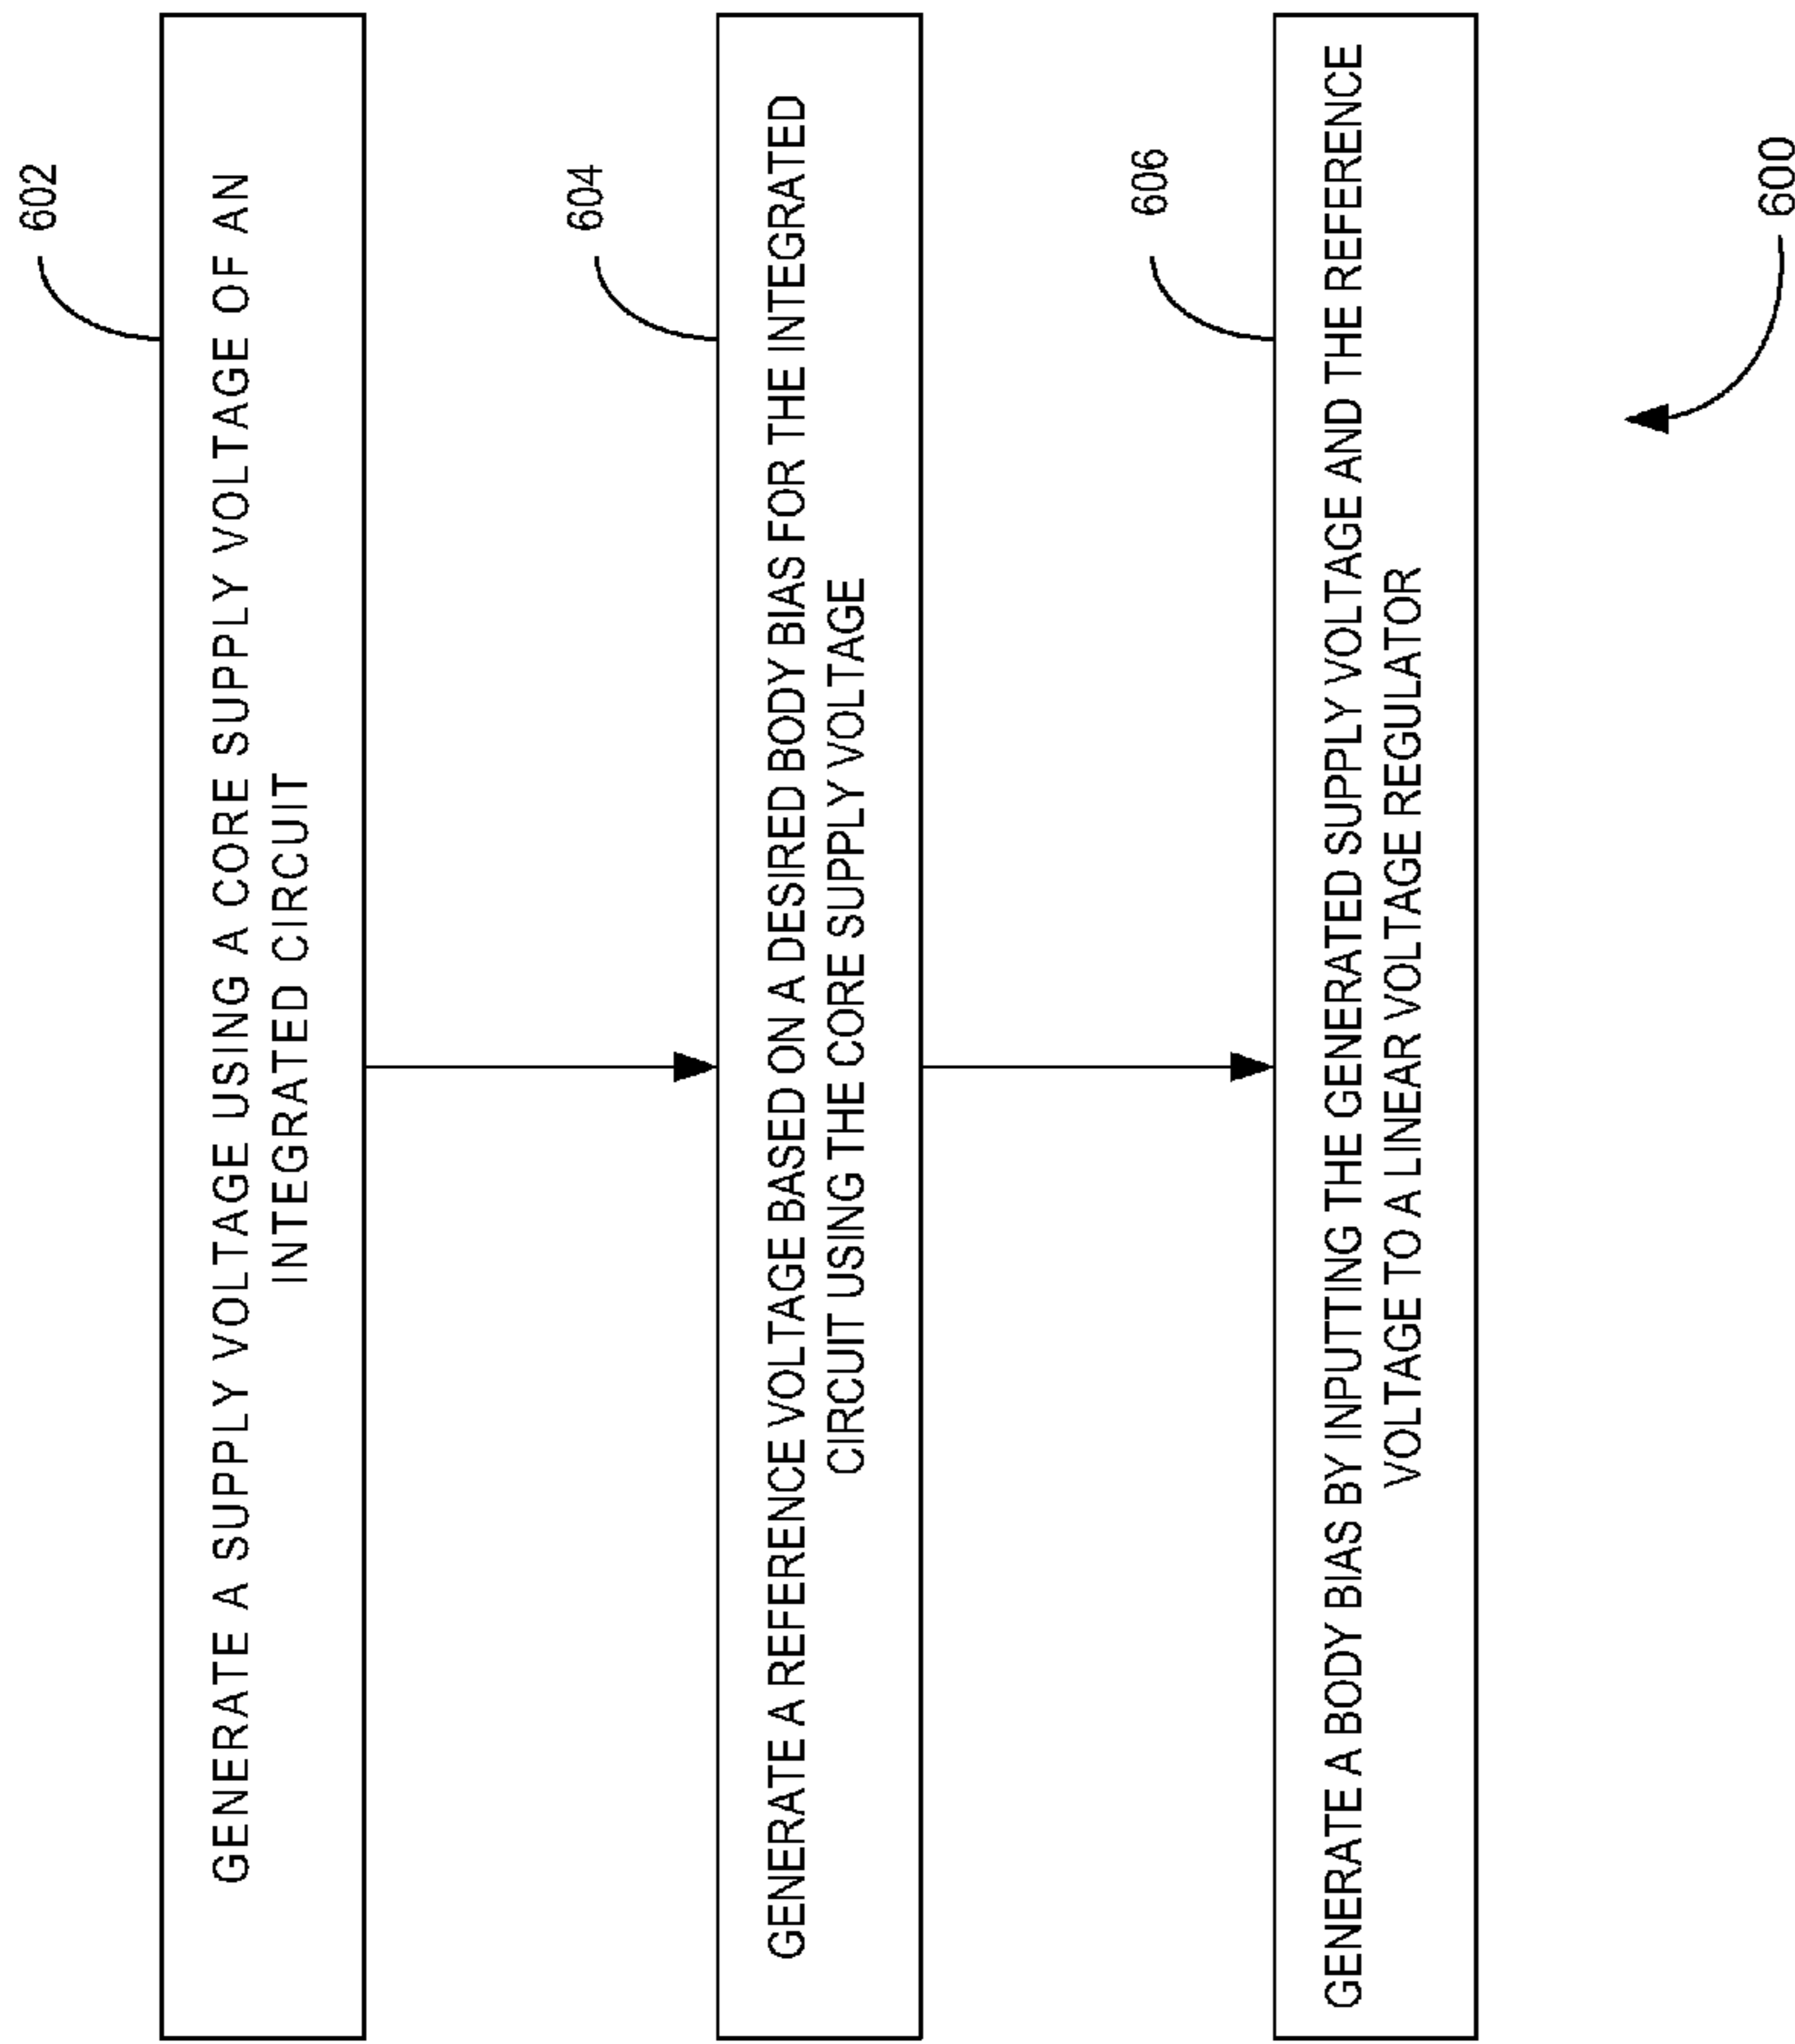 602
GENERATE A SUPPLY VOLTAGE USING A CORE SUPPLY VOLTAGE OF AN
INTEGRATED CIRCUIT
604
GENERATE A REFERENCE VOLTAGE BASED ON A DESIRED BODY BIAS FOR THE INTEGRATED
CIRCUIT USING THE CORE SUPPLY VOLTAGE
606
GENERATE A BODY BIAS BY INPUTTING THE GENERATED SUPPLY VOLTAGE AND THE REFERENCE
VOLTAGE TO A LINEAR VOLTAGE REGULATOR
600